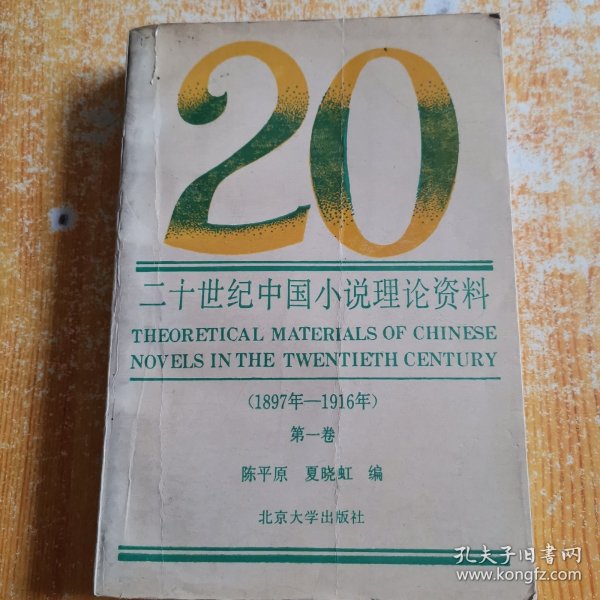 20
二十世纪中国小说理论资料
THEORETICAL MATERIALS OF CHINESE
NOVELS IN THE TWENTIETH CENTURY
(1897年—1916年)
第一卷
陈平原 夏晓虹 编
北京大学出版社
孔夫子旧书网
www.kongfz.com